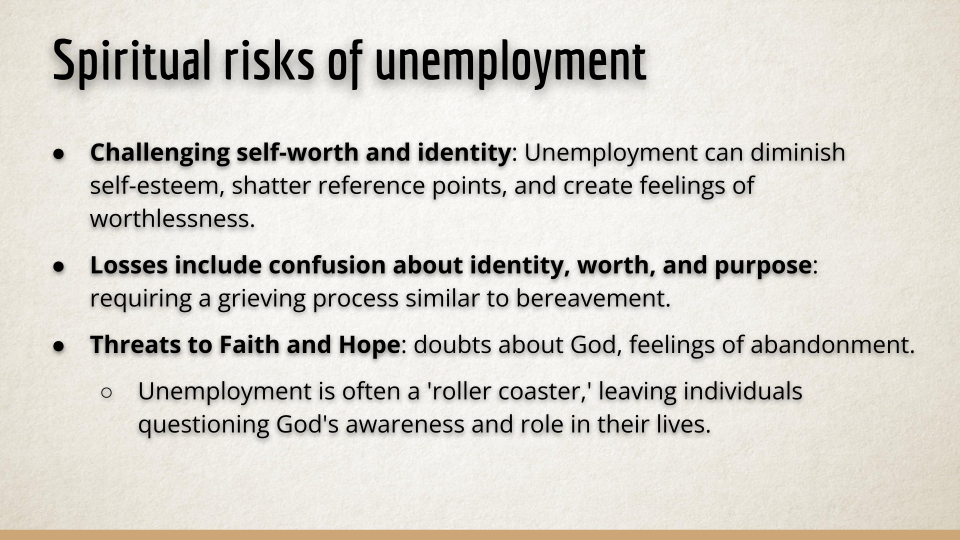 Spiritual risks of unemployment
● Challenging self-worth and identity: Unemployment can diminish
self-esteem, shatter reference points, and create feelings of
worthlessness.
● Losses include confusion about identity, worth, and purpose:
requiring a grieving process similar to bereavement.
● Threats to Faith and Hope: doubts about God, feelings of abandonment.
○ Unemployment is often a 'roller coaster,' leaving individuals
questioning God's awareness and role in their lives.